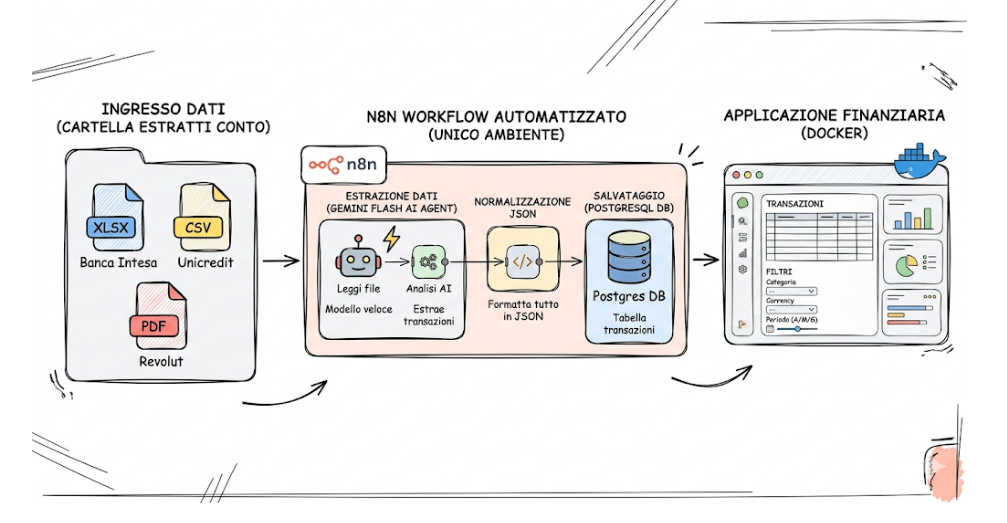 INGRESSO DATI
(CARTELLA ESTRATTI CONTO)
XLSX
Banca Intesa
CSV
Unicredit
PDF
Revolut
N8N WORKFLOW AUTOMATIZZATO
(UNICO AMBIENTE)
n8n
ESTRAZIONE DATI
(GEMINI FLASH AI AGENT)
Leggi file
Modello veloce
Analisi AI
Estrae
transazioni
NORMALIZZAZIONE
JSON
</>
Formatta tutto
in JSON
SALVATAGGIO
(POSTGRESQL DB)
Postgres DB
Tabella
transazioni
APPLICAZIONE FINANZIARIA
(DOCKER)
TRANSAZIONI
FILTRI
Categoria
Currency
Periodo (A/M/G)